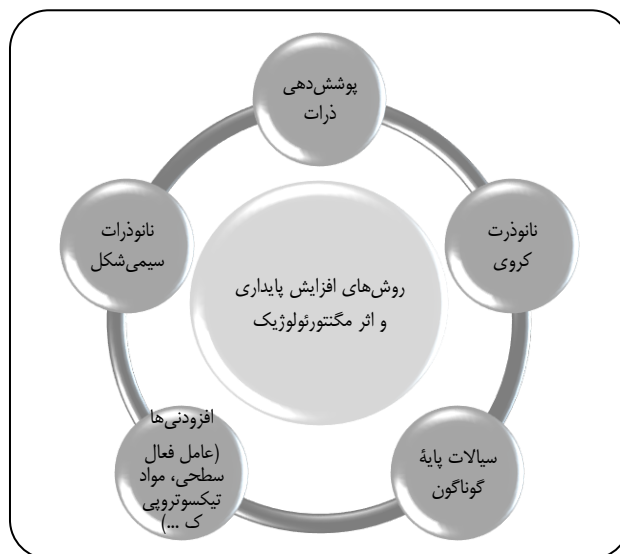 پوشش‌دهی
ذرات
نانوذرت
کروی
سیالات پایۀ
گوناگون
افزودنی‌ها
(عامل فعال
سطحی، مواد
تیکسوتروپی
ک ...)
نانوذرات
سیمی‌شکل
روش‌های افزایش پایداری
و اثر مگنتورئولوژیک